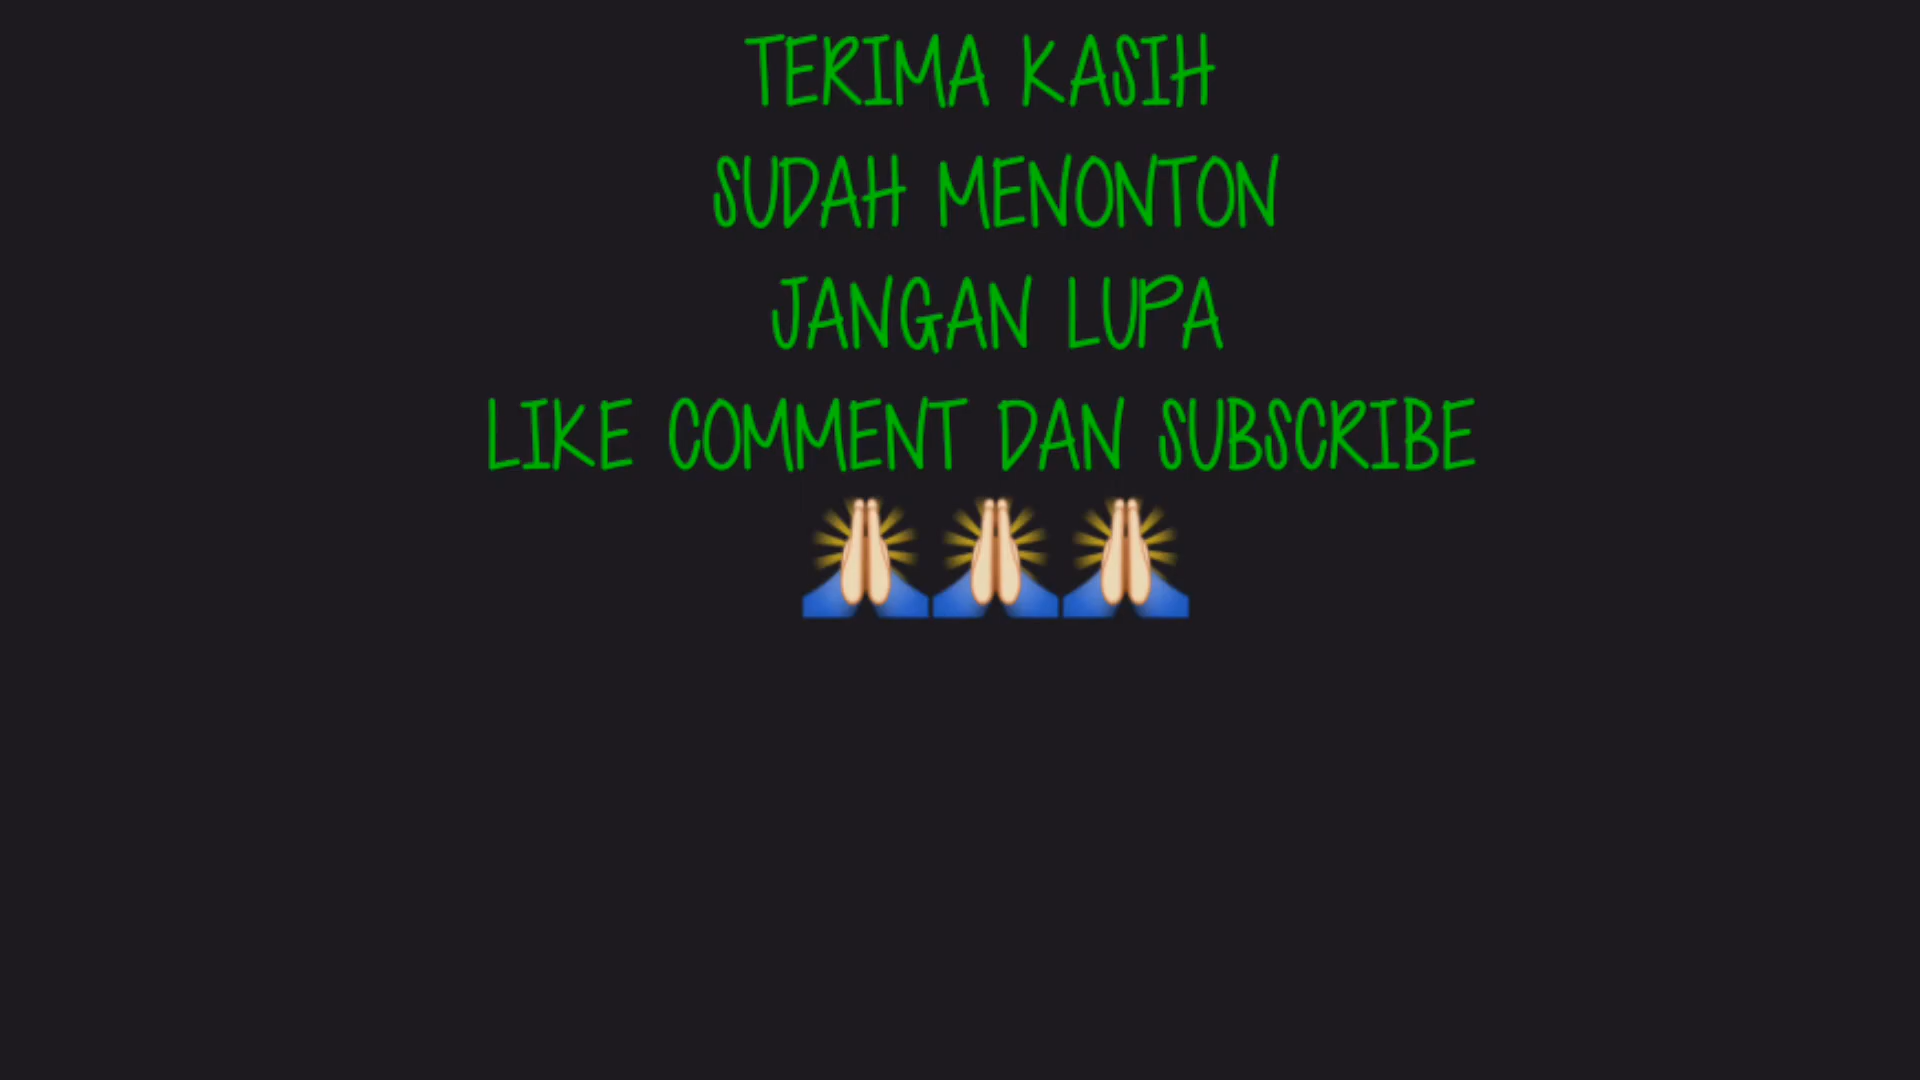 TERIMA KASIH
SUDAH MENONTON
JANGAN LUPA
LIKE COMMENT DAN SUBSCRIBE
🙏🏻🙏🏻🙏🏻